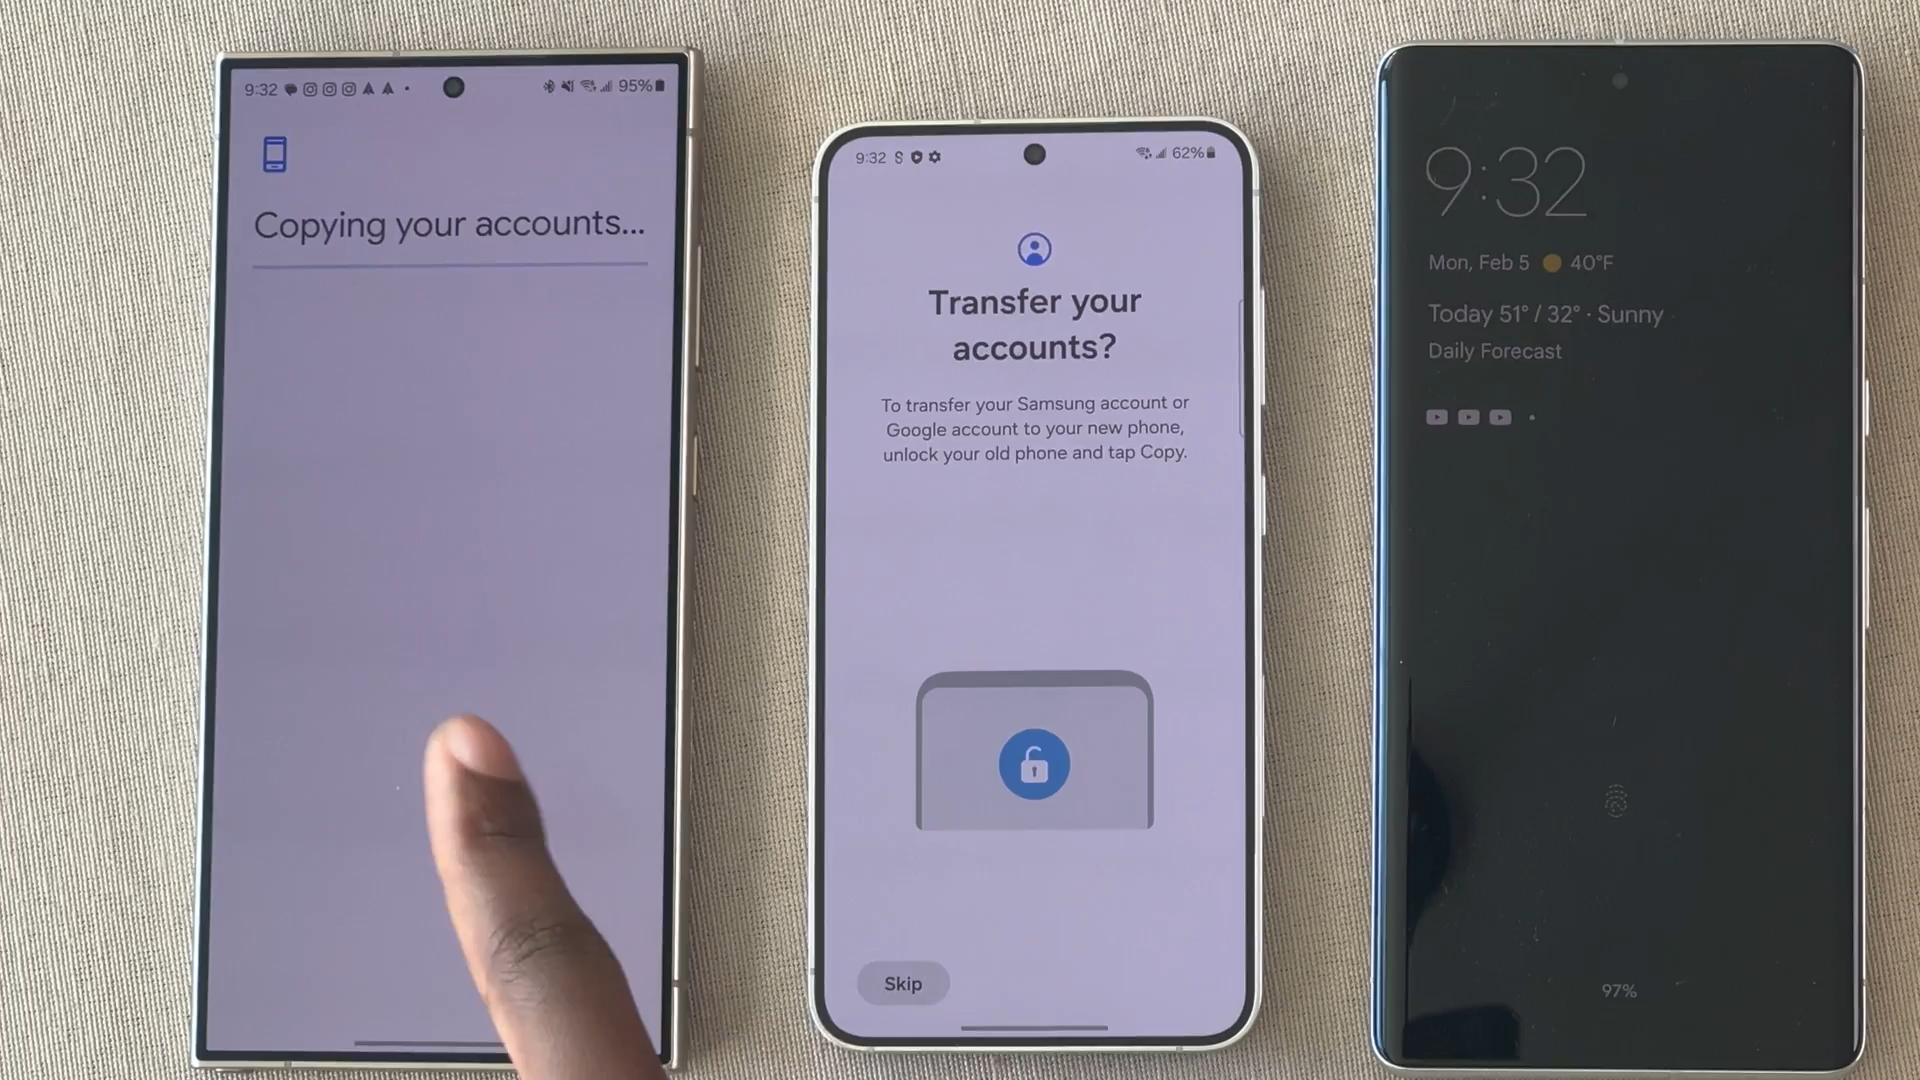 9:32
95%
Copying your accounts...
9:32
62%
Transfer your
accounts?
To transfer your Samsung account or
Google account to your new phone,
unlock your old phone and tap Copy.
Skip
9:32
Mon, Feb 5 40°F
Today 51° / 32° · Sunny
Daily Forecast
97%